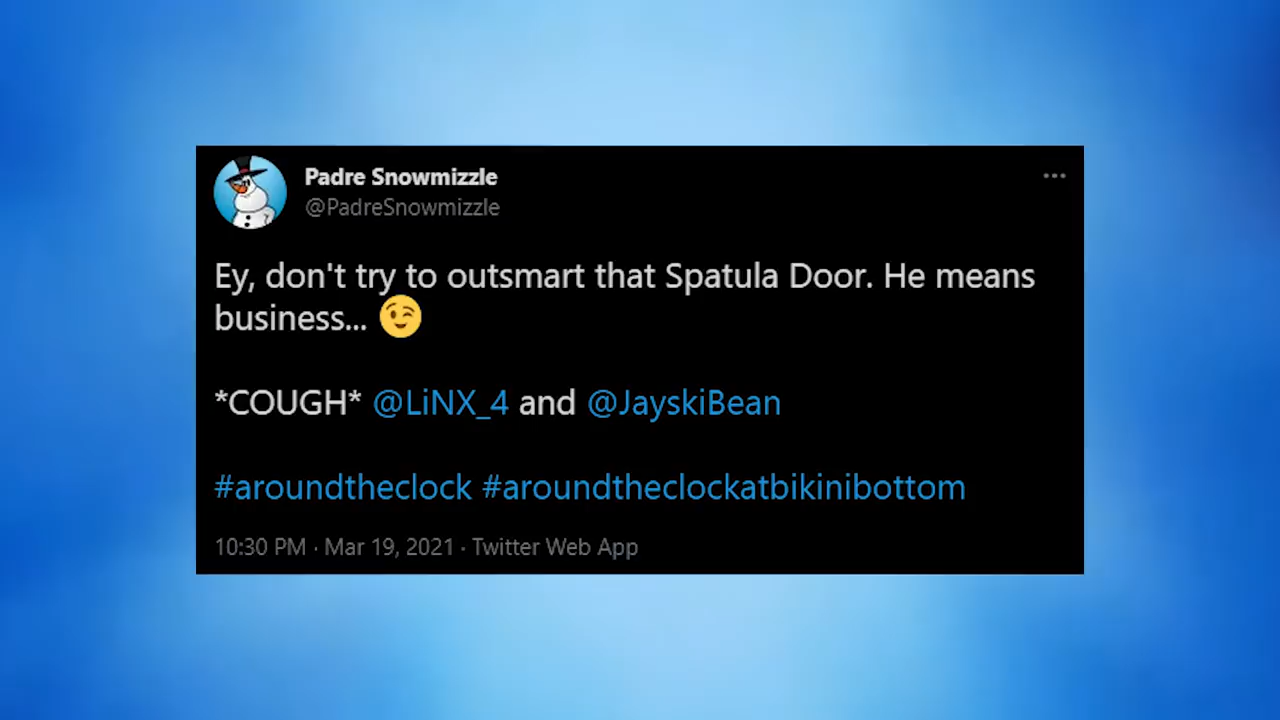 Padre Snowmizzle
@PadreSnowmizzle
Ey, don't try to outsmart that Spatula Door. He means
business... 😉
*COUGH* @LiNX_4 and @JayskiBean
#aroundtheclock #aroundtheclockatbikinibottom
10:30 PM · Mar 19, 2021 · Twitter Web App